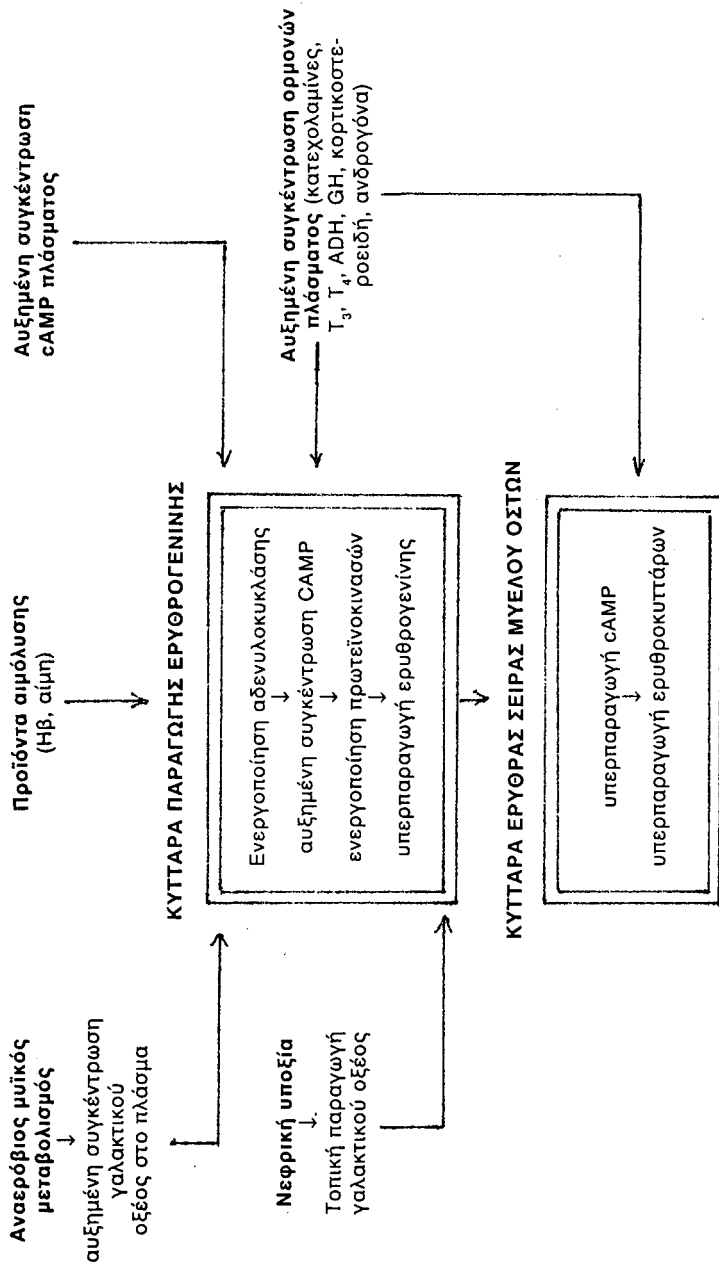 Αναερόβιος μυϊκός
μεταβολισμός
↓
αυξημένη συγκέντρωση
γαλακτικού
οξέος στο πλάσμα
Προϊόντα αιμόλυσης
(Ηβ, αίμη)
Αυξημένη συγκέντρωση
cAMP πλάσματος
ΚΥΤΤΑΡΑ ΠΑΡΑΓΩΓΗΣ ΕΡΥΘΡΟΓΕΝΙΝΗΣ
Ενεργοποίηση αδενυλοκυκλάσης
↓
αυξημένη συγκέντρωση CAMP
↓
ενεργοποίηση πρωτεϊνοκινασών
↓
υπερπαραγωγή ερυθρογενίνης
Νεφρική υποξία
↓
Τοπική παραγωγή
γαλακτικού οξέος
Αυξημένη συγκέντρωση ορμονών
πλάσματος (κατεχολαμίνες,
T₃, T₄, ADH, GH, κορτικοστε-
ροειδή, ανδρογόνα)
ΚΥΤΤΑΡΑ ΕΡΥΘΡΑΣ ΣΕΙΡΑΣ ΜΥΕΛΟΥ ΟΣΤΩΝ
υπερπαραγωγή cAMP
↓
υπερπαραγωγή ερυθροκυττάρων